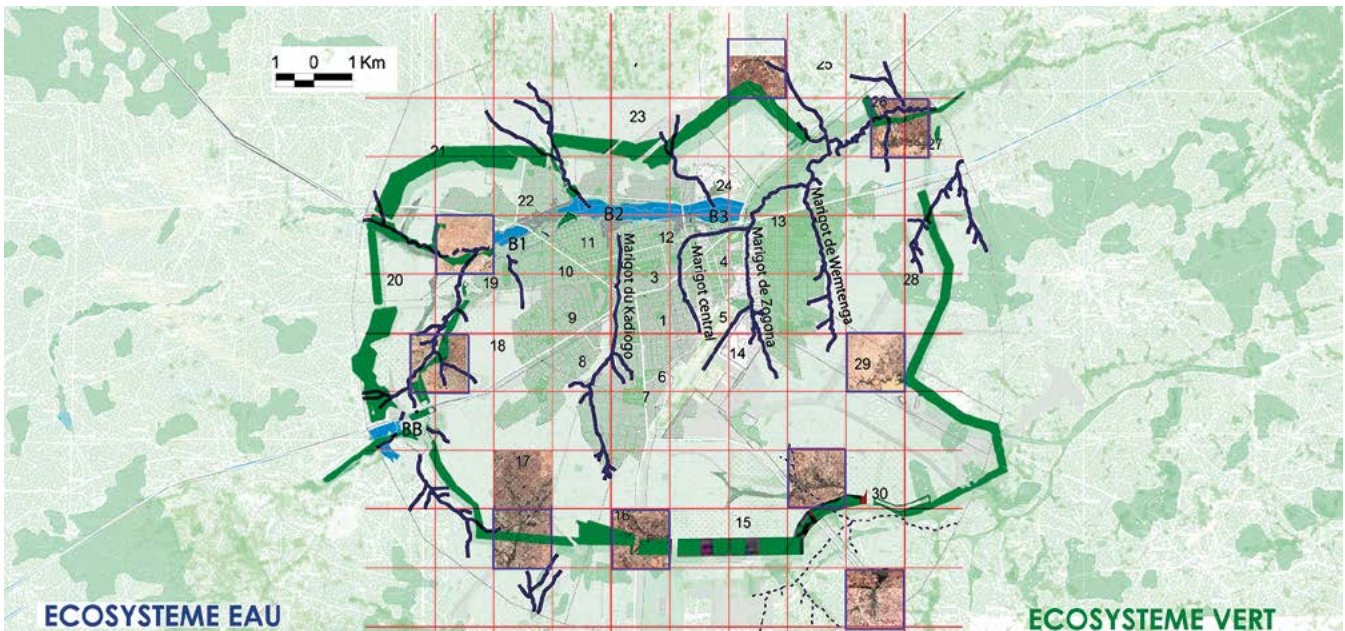 1 0 1 Km
25
26
23
27
21
24
22
B2
B3
13
B1
11
12
Marigot du Kadiogo
Marigot central
Marigot de Zogona
Marigot de Wemtenga
4
10
3
20
19
28
9
1
5
18
14
8
29
6
7
BB
17
16
15
30
ECOSYSTEME EAU
ECOSYSTEME VERT